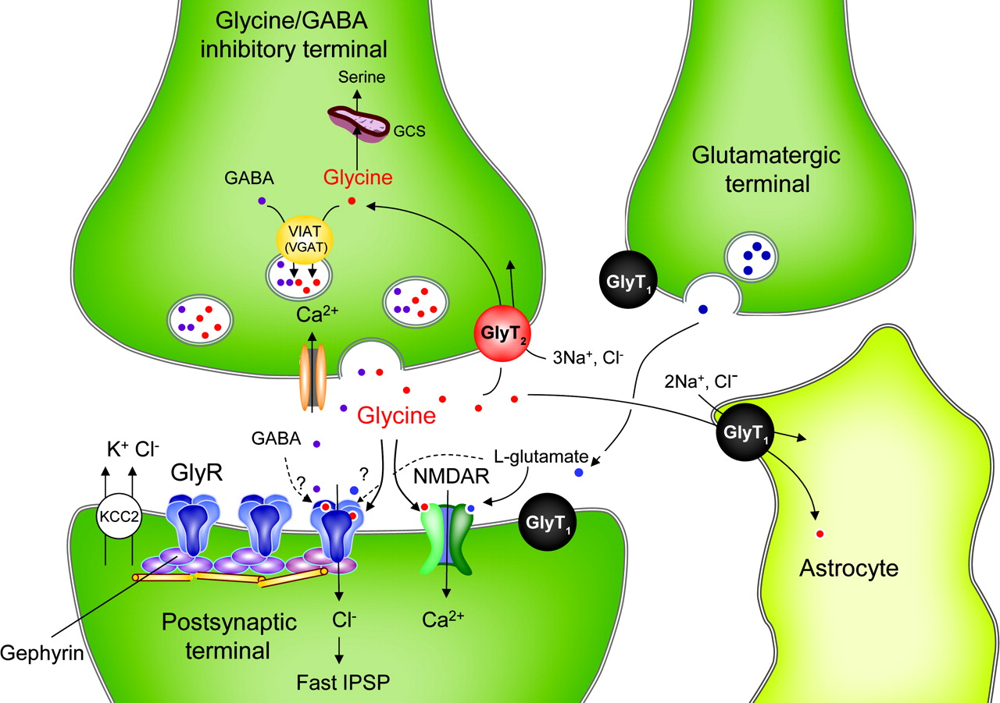 Glycine/GABA
inhibitory terminal
Serine
GCS
GABA
Glycine
VIAT
(VGAT)
Ca2+
GlyT2
3Na+, Cl-
Glutamatergic
terminal
GlyT1
2Na+, Cl-
GlyT1
Astrocyte
Glycine
GABA
?
?
L-glutamate
NMDAR
K+ Cl-
GlyR
KCC2
GlyT1
Postsynaptic
terminal
Gephyrin
Cl-
Ca2+
Fast IPSP